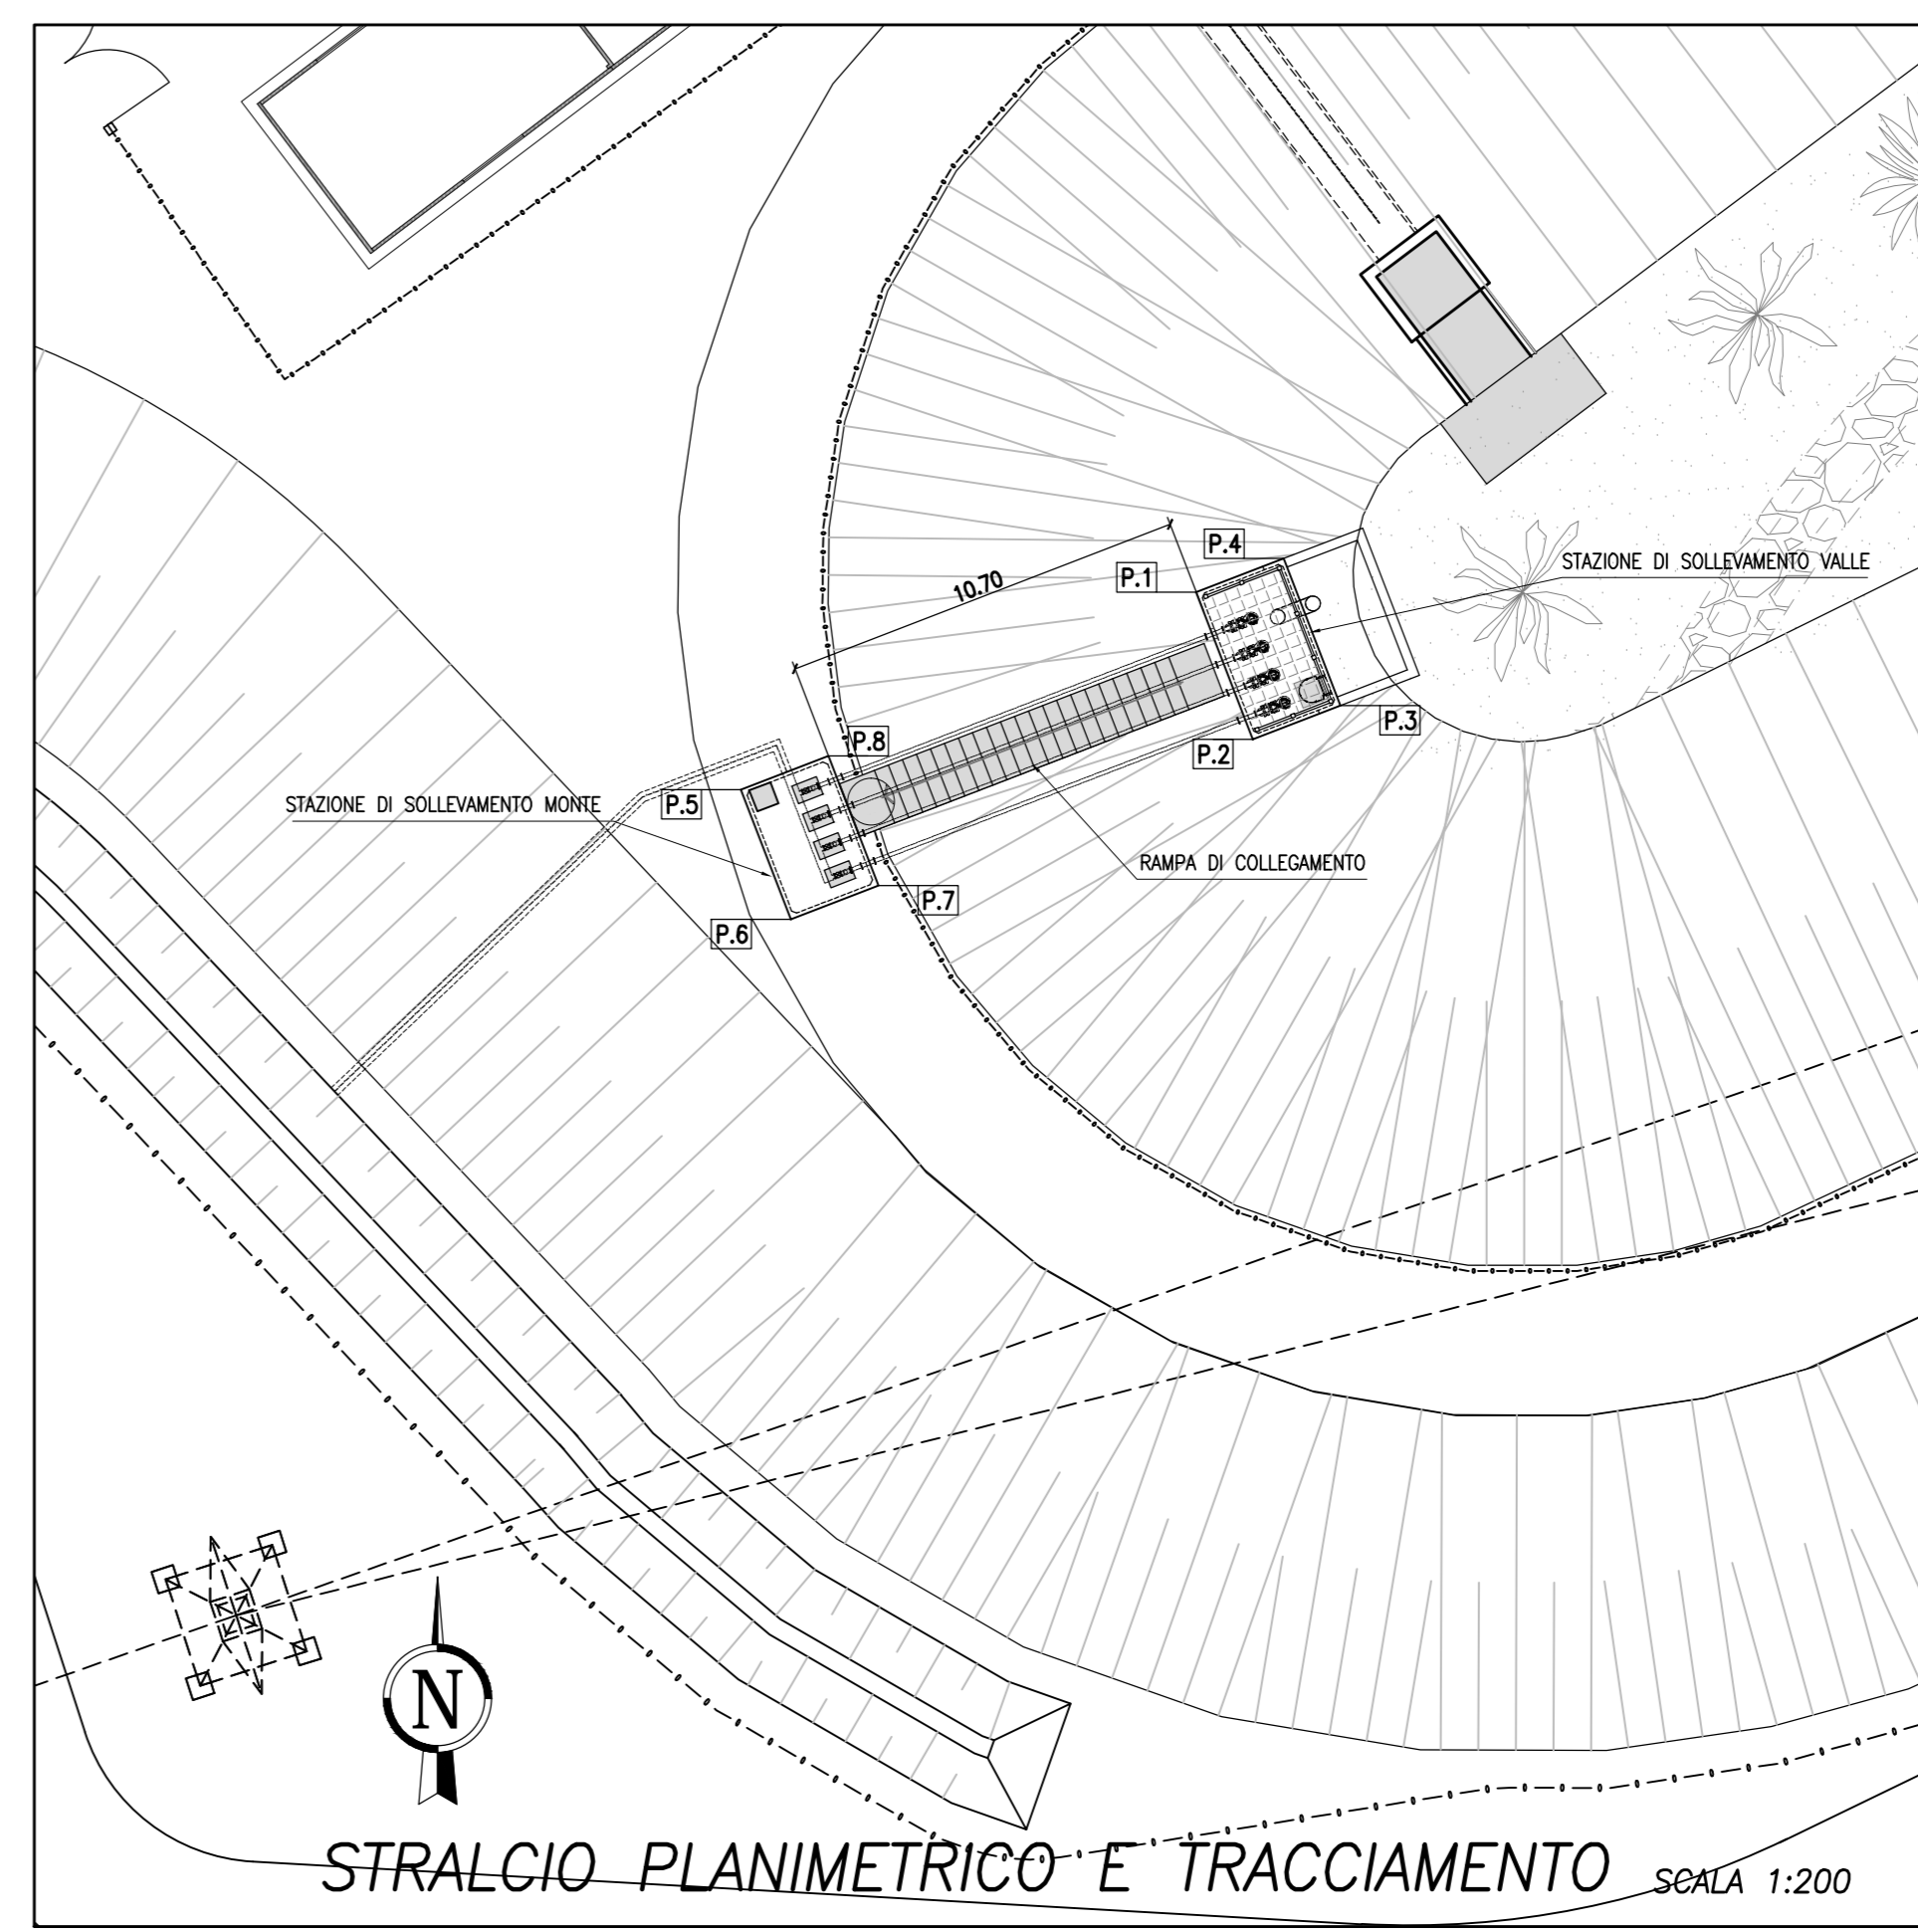 P.4
P.1
STAZIONE DI SOLLEVAMENTO VALLE
10.70
P.3
P.8
P.2
STAZIONE DI SOLLEVAMENTO MONTE
P.5
RAMPA DI COLLEGAMENTO
P.7
P.6
N
STRALCIO PLANIMETRICO E TRACCIAMENTO SCALA 1:200